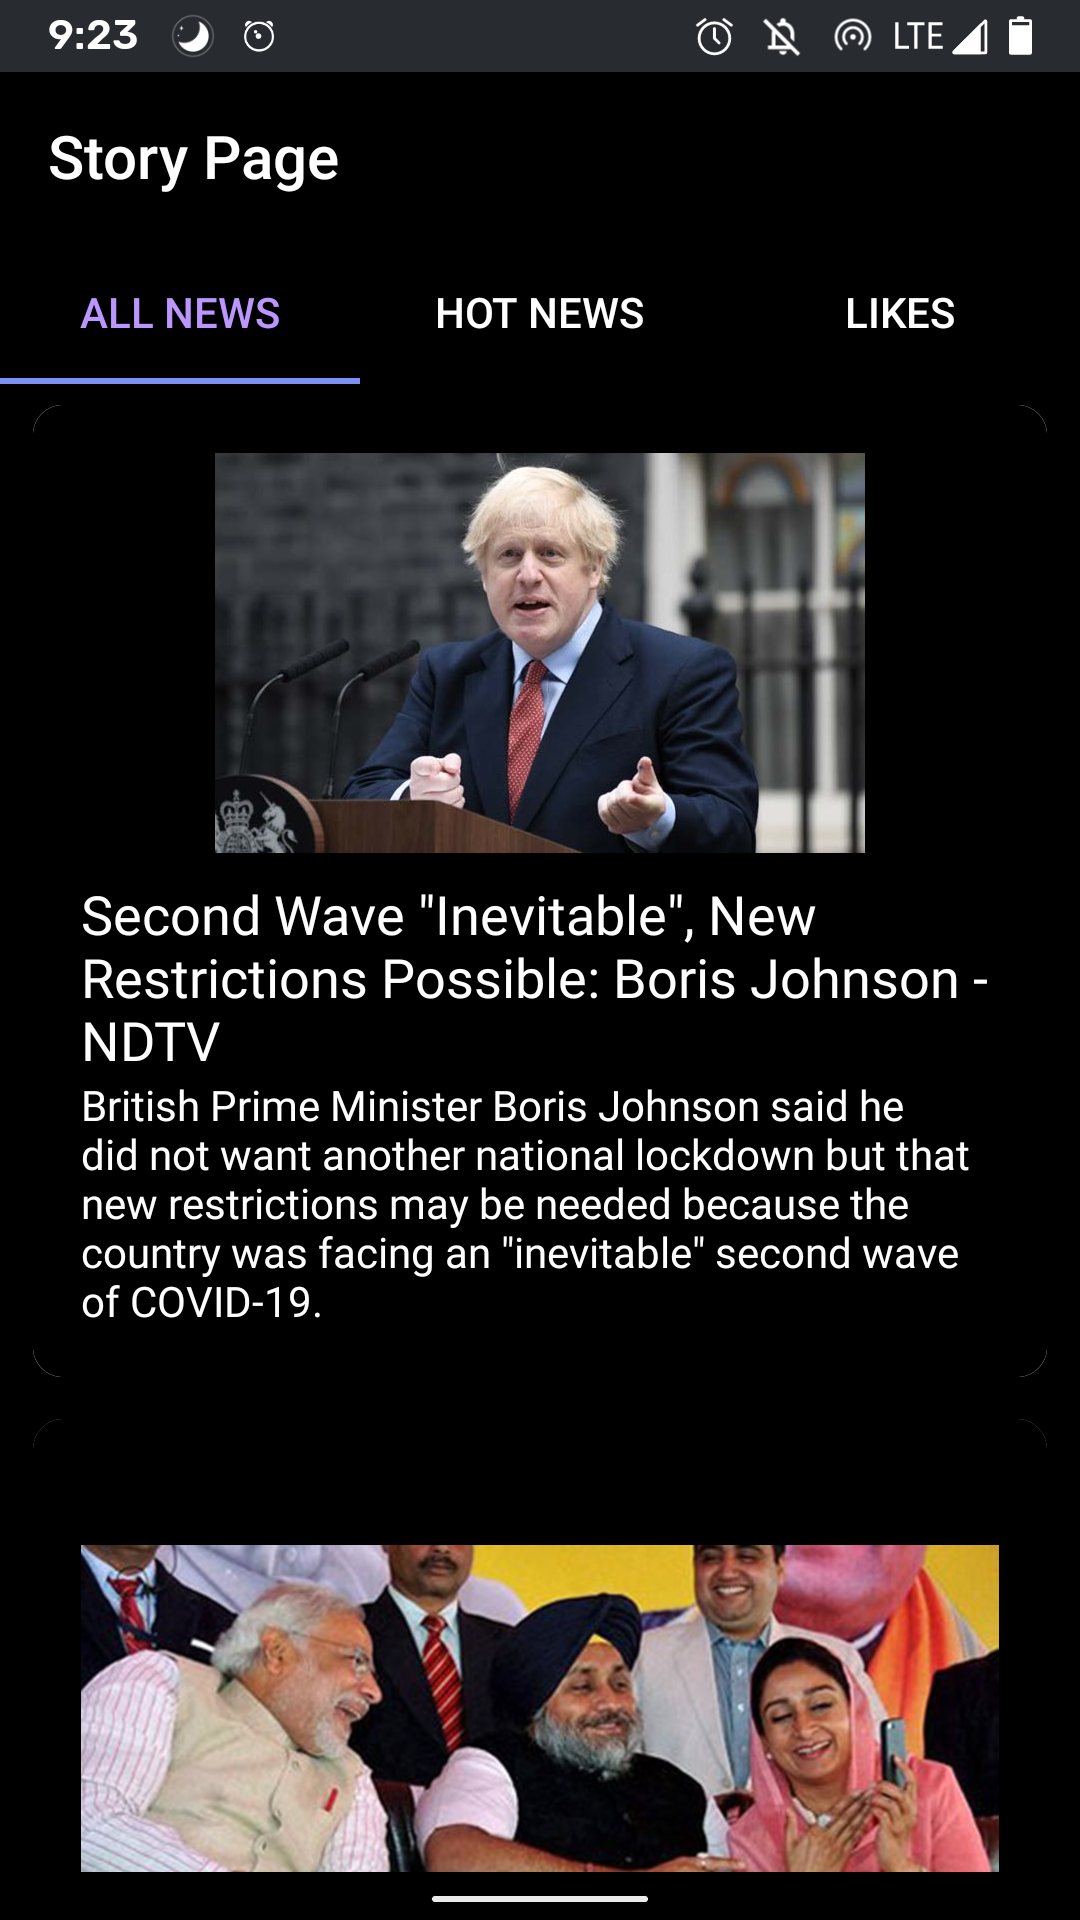 9:23
LTE
Story Page
ALL NEWS
HOT NEWS
LIKES
Second Wave "Inevitable", New
Restrictions Possible: Boris Johnson -
NDTV
British Prime Minister Boris Johnson said he
did not want another national lockdown but that
new restrictions may be needed because the
country was facing an "inevitable" second wave
of COVID-19.